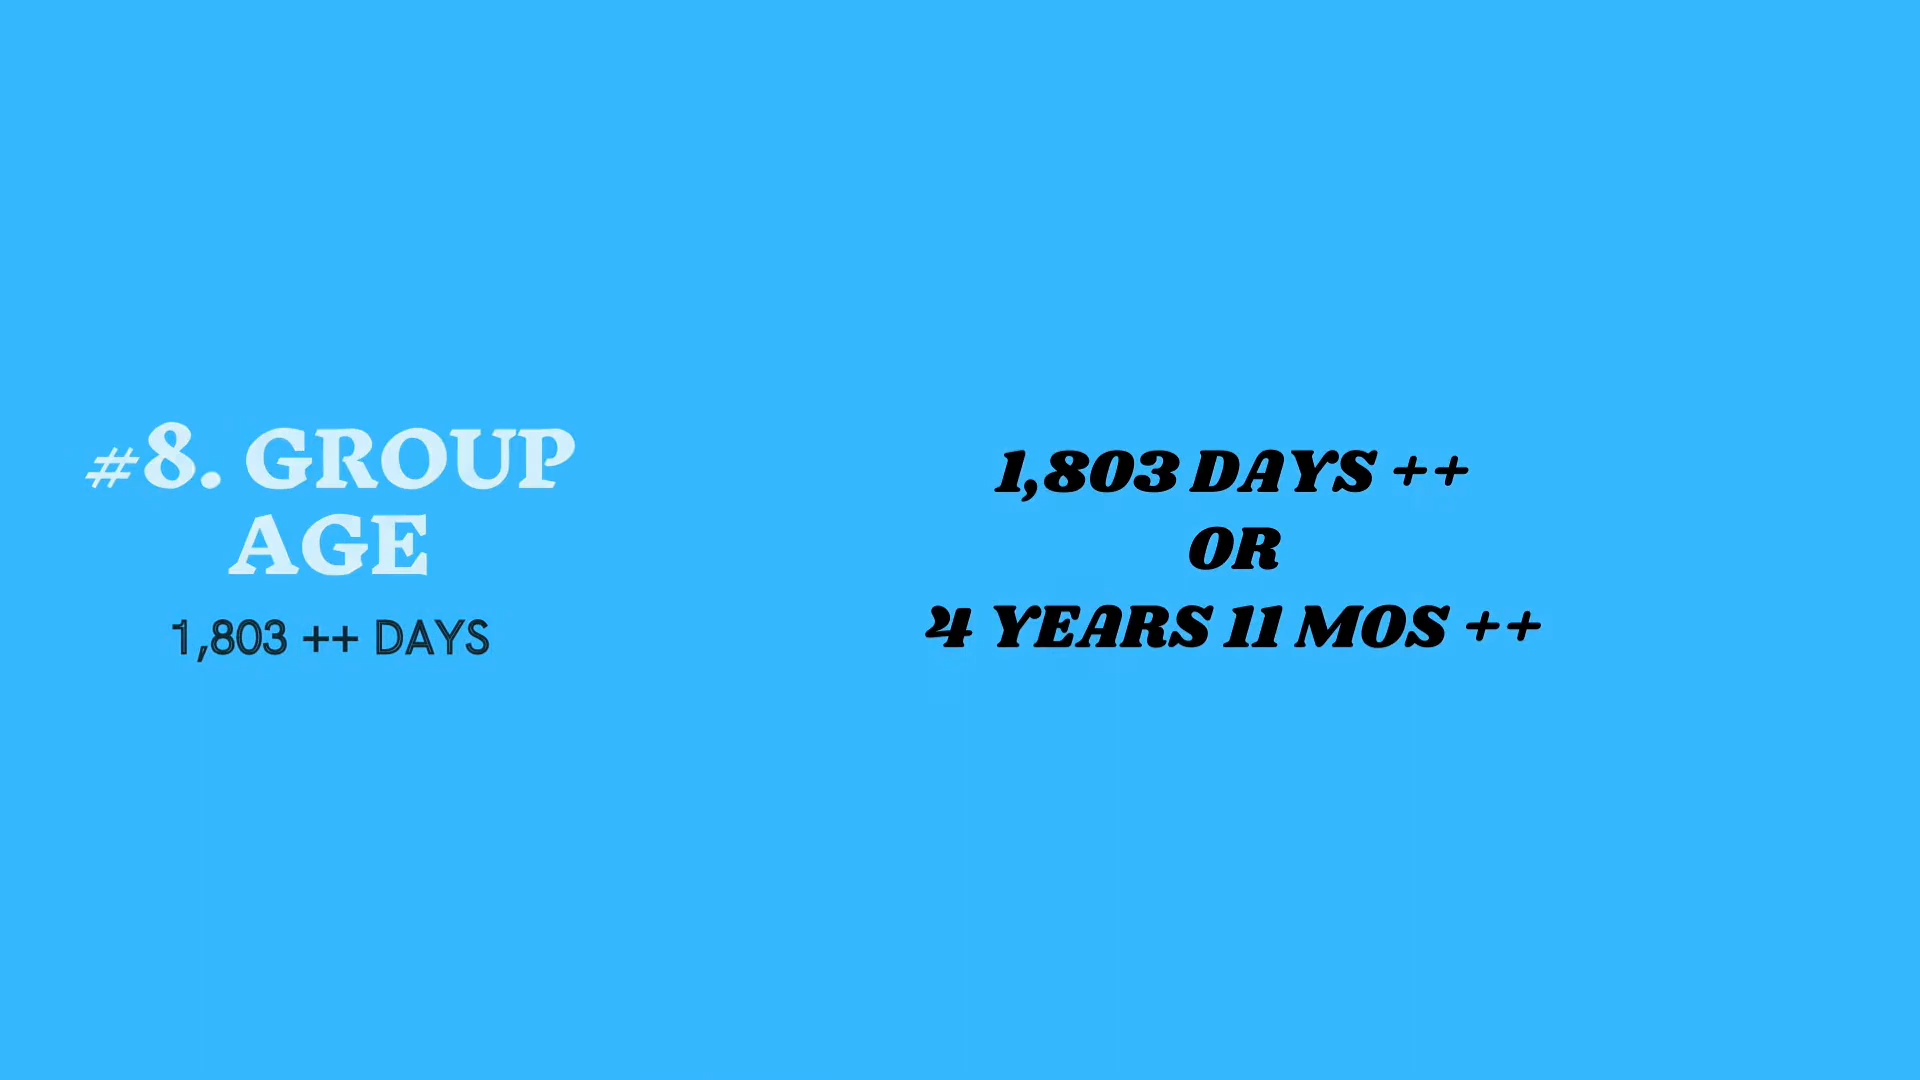 #8. GROUP
AGE
1,803 ++ DAYS
1,803 DAYS ++
OR
4 YEARS 11 MOS ++